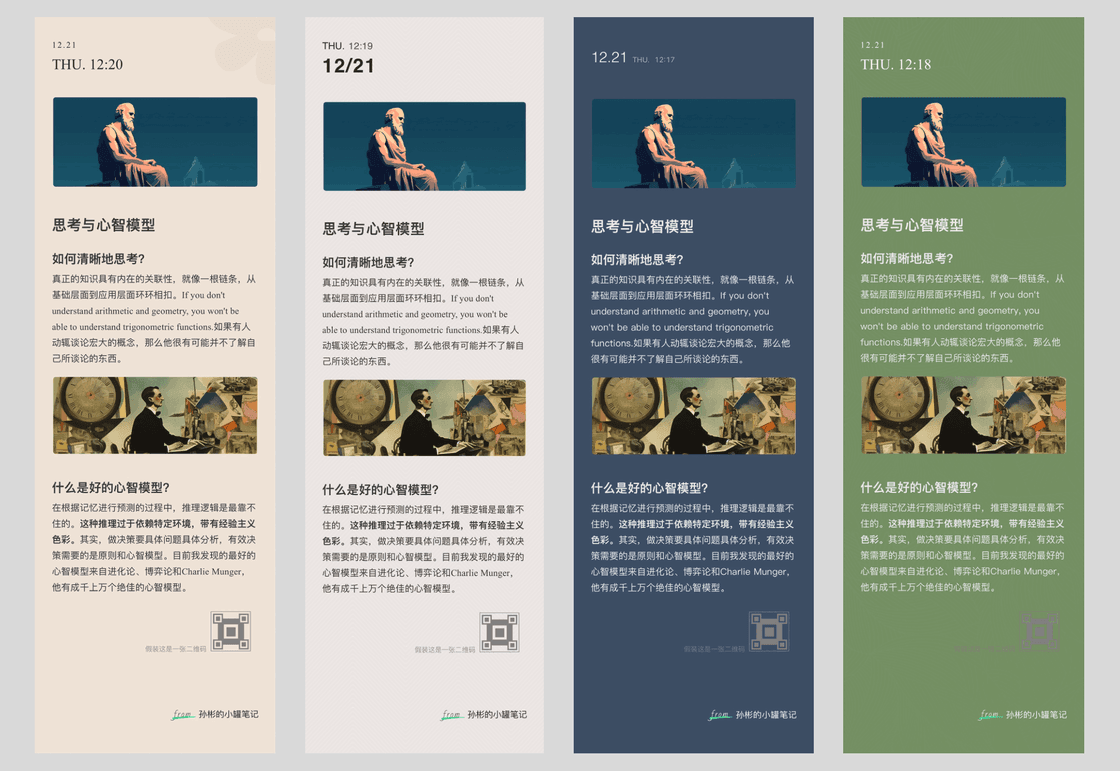 12.21
THU. 12:20
思考与心智模型
如何清晰地思考?
真正的知识具有内在的关联性，就像一根链条，从
基础层面到应用层面环环相扣。If you don't
understand arithmetic and geometry, you won't be
able to understand trigonometric functions.如果有人
动辄谈论宏大的概念，那么他很有可能并不了解自
己所谈论的东西。
什么是好的心智模型?
在根据记忆进行预测的过程中，推理逻辑是最靠不
住的。这种推理过于依赖特定环境，带有经验主义
色彩。其实，做决策要具体问题具体分析，有效决
策需要的是原则和心智模型。目前我发现的最好的
心智模型来自进化论、博弈论和Charlie Munger，
他有成千上万个绝佳的心智模型。
假装这是一张二维码
from 孙彬的小罐笔记
THU. 12:19
12/21
思考与心智模型
如何清晰地思考?
真正的知识具有内在的关联性，就像一根链条，从
基础层面到应用层面环环相扣。If you don't
understand arithmetic and geometry, you won't be
able to understand trigonometric functions.如果有人
动辄谈论宏大的概念，那么他很有可能并不了解自
己所谈论的东西。
什么是好的心智模型?
在根据记忆进行预测的过程中，推理逻辑是最靠不
住的。这种推理过于依赖特定环境，带有经验主义
色彩。其实，做决策要具体问题具体分析，有效决
策需要的是原则和心智模型。目前我发现的最好的
心智模型来自进化论、博弈论和Charlie Munger，
他有成千上万个绝佳的心智模型。
假装这是一张二维码
from 孙彬的小罐笔记
12.21 THU. 12:17
思考与心智模型
如何清晰地思考?
真正的知识具有内在的关联性，就像一根链条，从
基础层面到应用层面环环相扣。If you don't
understand arithmetic and geometry, you
won't be able to understand trigonometric
functions.如果有人动辄谈论宏大的概念，那么他
很有可能并不了解自己所谈论的东西。
什么是好的心智模型?
在根据记忆进行预测的过程中，推理逻辑是最靠不
住的。这种推理过于依赖特定环境，带有经验主义
色彩。其实，做决策要具体问题具体分析，有效决
策需要的是原则和心智模型。目前我发现的最好的
心智模型来自进化论、博弈论和Charlie Munger，
他有成千上万个绝佳的心智模型。
假装这是一张二维码
from 孙彬的小罐笔记
12.21
THU. 12:18
思考与心智模型
如何清晰地思考?
真正的知识具有内在的关联性，就像一根链条，从
基础层面到应用层面环环相扣。If you don't
understand arithmetic and geometry, you
won't be able to understand trigonometric
functions.如果有人动辄谈论宏大的概念，那么他
很有可能并不了解自己所谈论的东西。
什么是好的心智模型?
在根据记忆进行预测的过程中，推理逻辑是最靠不
住的。这种推理过于依赖特定环境，带有经验主义
色彩。其实，做决策要具体问题具体分析，有效决
策需要的是原则和心智模型。目前我发现的最好的
心智模型来自进化论、博弈论和Charlie Munger，
他有成千上万个绝佳的心智模型。
from 孙彬的小罐笔记